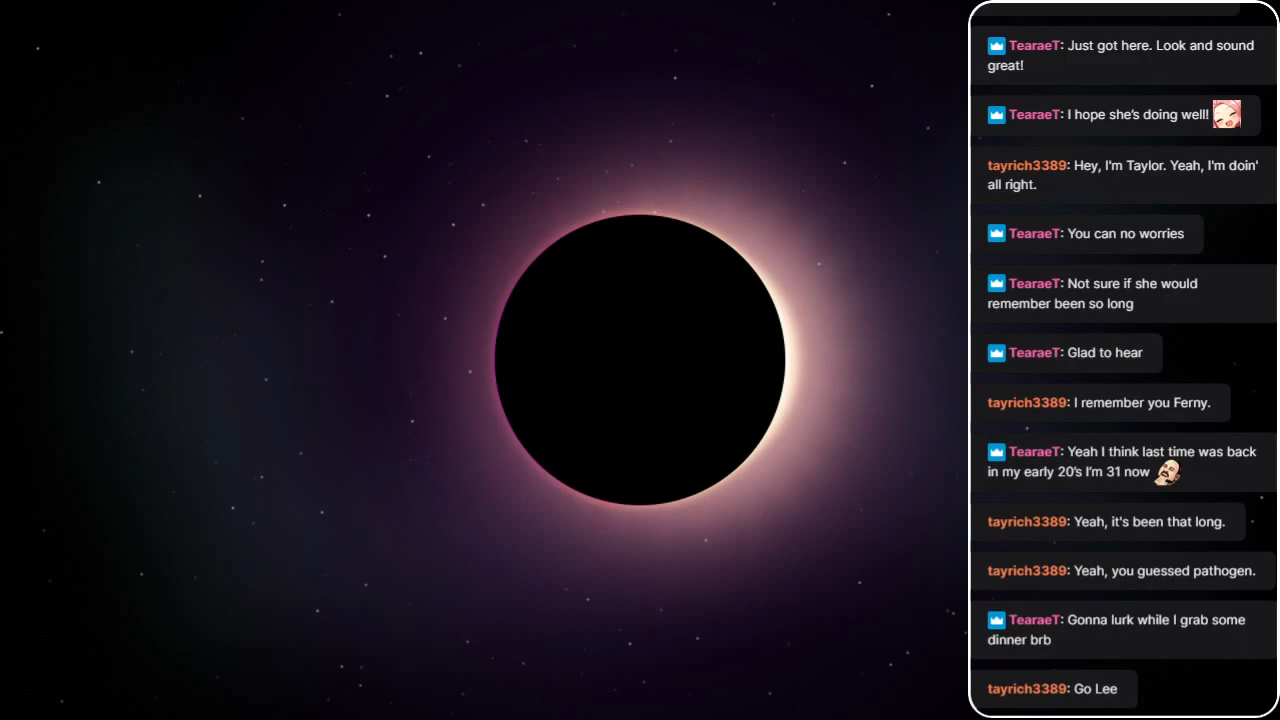 TearaeT: Just got here. Look and sound
great!
TearaeT: I hope she's doing well!
tayrich3389: Hey, I'm Taylor. Yeah, I'm doin'
all right.
TearaeT: You can no worries
TearaeT: Not sure if she would
remember been so long
TearaeT: Glad to hear
tayrich3389: I remember you Ferny.
TearaeT: Yeah I think last time was back
in my early 20's I'm 31 now
tayrich3389: Yeah, it's been that long.
tayrich3389: Yeah, you guessed pathogen.
TearaeT: Gonna lurk while I grab some
dinner brb
tayrich3389: Go Lee